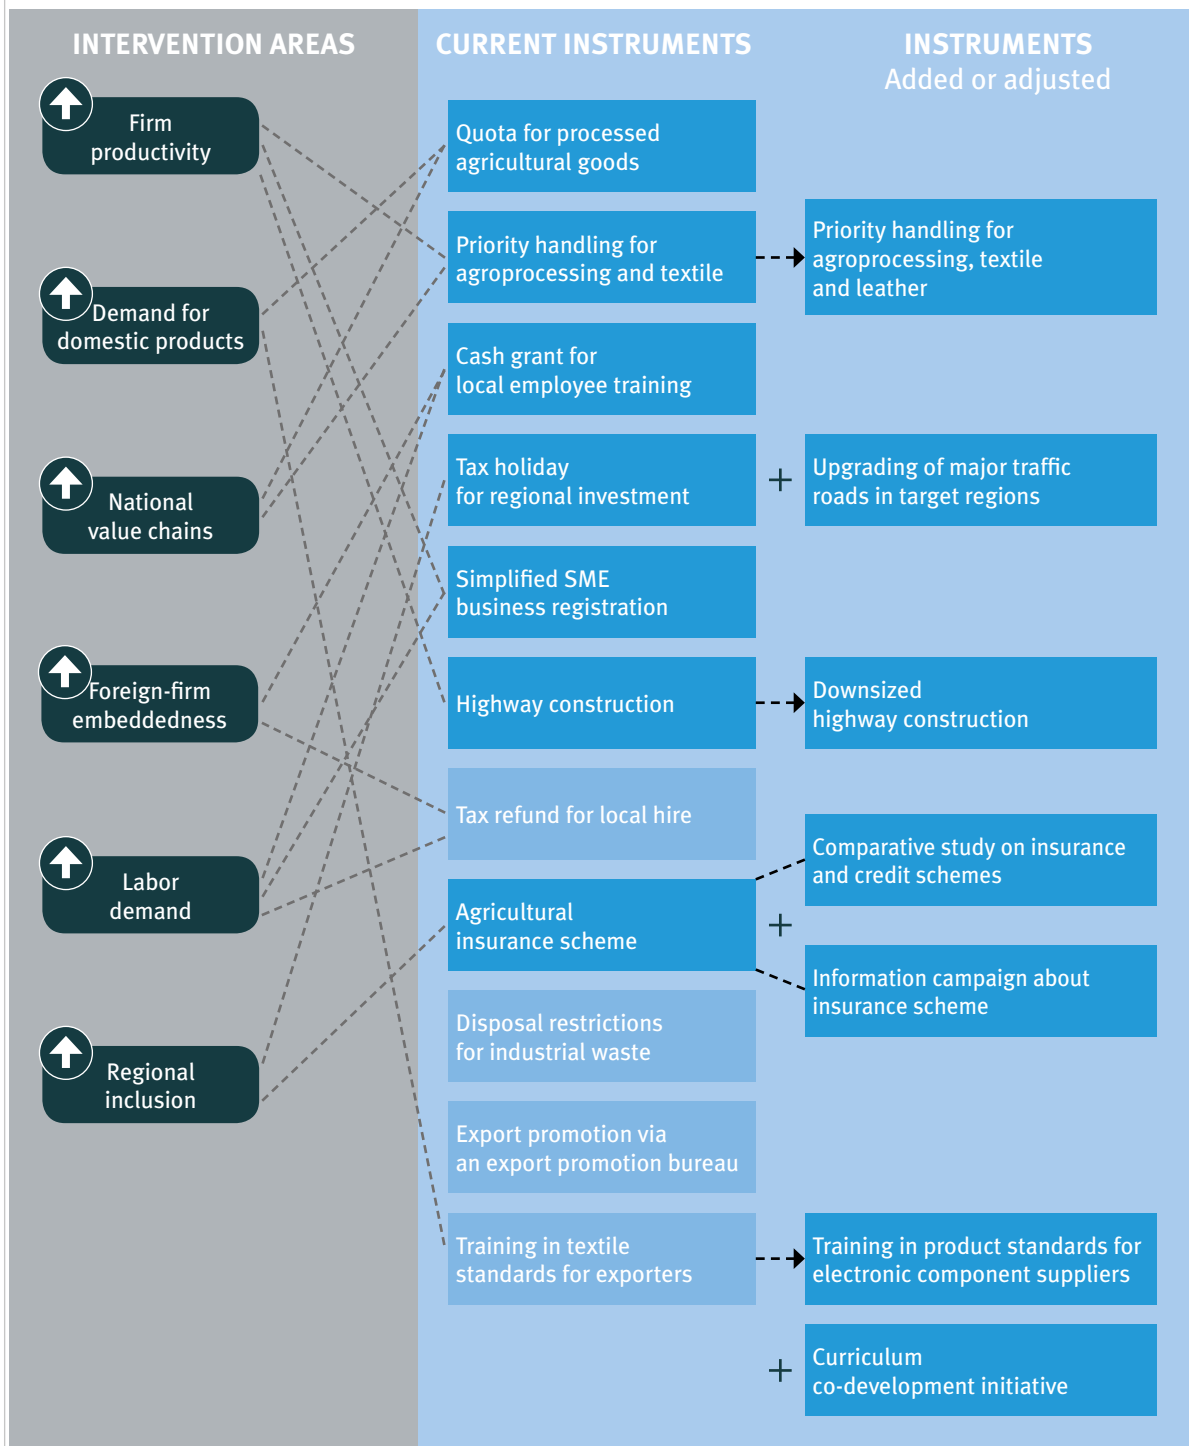 INTERVENTION AREAS
Firm
productivity
Demand for
domestic products
National
value chains
Foreign-firm
embeddedness
Labor
demand
Regional
inclusion
CURRENT INSTRUMENTS
Quota for processed
agricultural goods
Priority handling for
agroprocessing and textile
Cash grant for
local employee training
Tax holiday
for regional investment
Simplified SME
business registration
Highway construction
Tax refund for local hire
Agricultural
insurance scheme
Disposal restrictions
for industrial waste
Export promotion via
an export promotion bureau
Training in textile
standards for exporters
INSTRUMENTS
Added or adjusted
Priority handling for
agroprocessing, textile
and leather
+
Upgrading of major traffic
roads in target regions
Downsized
highway construction
Comparative study on insurance
and credit schemes
+
Information campaign about
insurance scheme
Training in product standards for
electronic component suppliers
+
Curriculum
co-development initiative